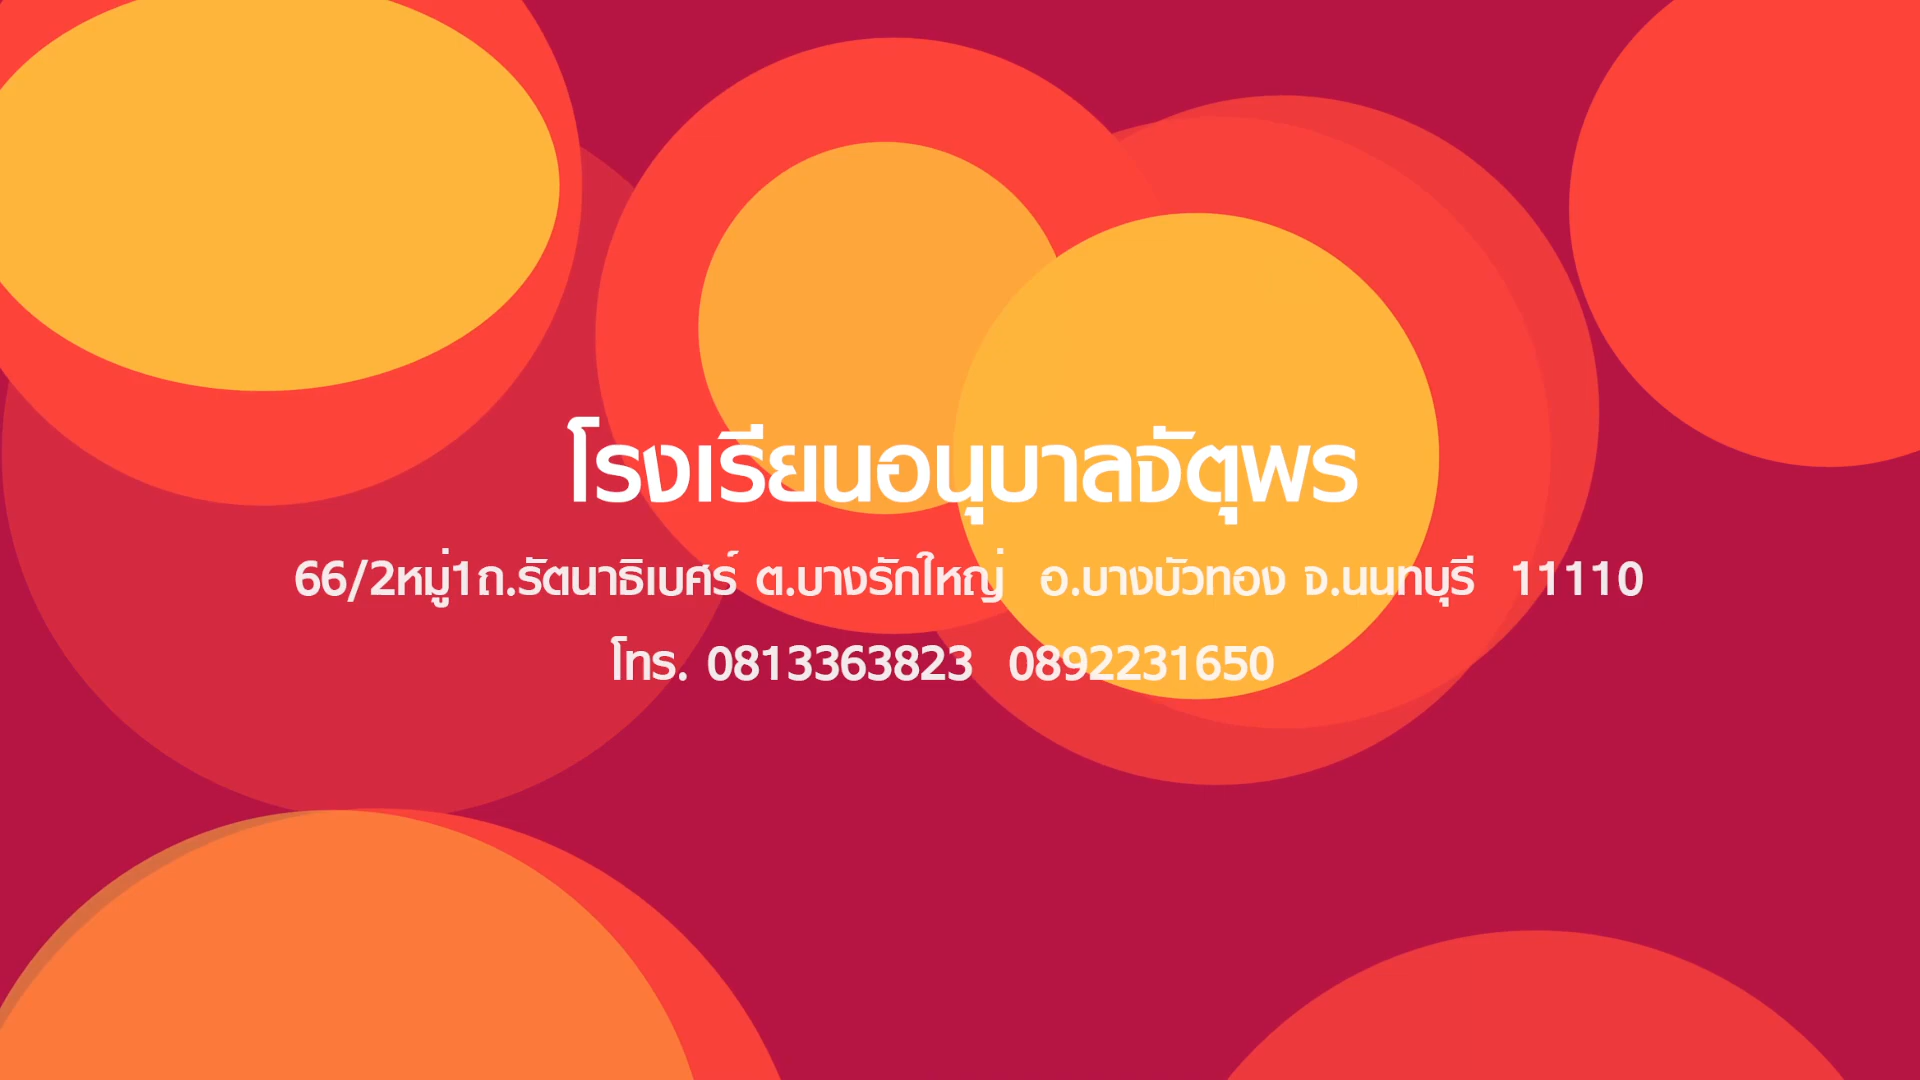 โรงเรียนอนุบาลจัตุพร
66/2หมู่1ถ.รัตนาธิเบศร์ ต.บางรักใหญ่ อ.บางบัวทอง จ.นนทบุรี 11110
โทร. 0813363823 0892231650